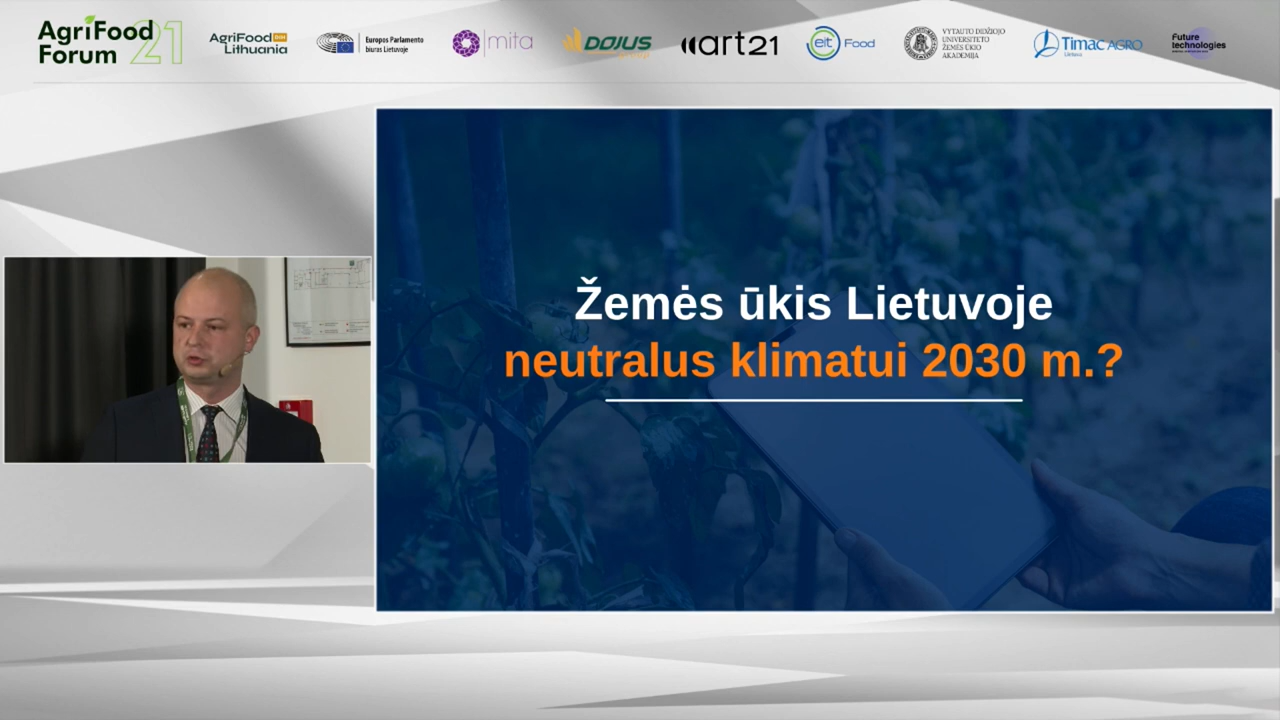 AgriFood
Forum 21
AgriFood
Lithuania
Europos Parlamento
biuras Lietuvoje
mita
DOJUS
art21
eit Food
VYTAUTO DIDŽIOJO
UNIVERSITETO
ŽEMĖS ŪKIO
AKADEMIJA
TIMAC AGRO
Lietuva
Future
technologies
Žemės ūkis Lietuvoje
neutralus klimatui 2030 m.?